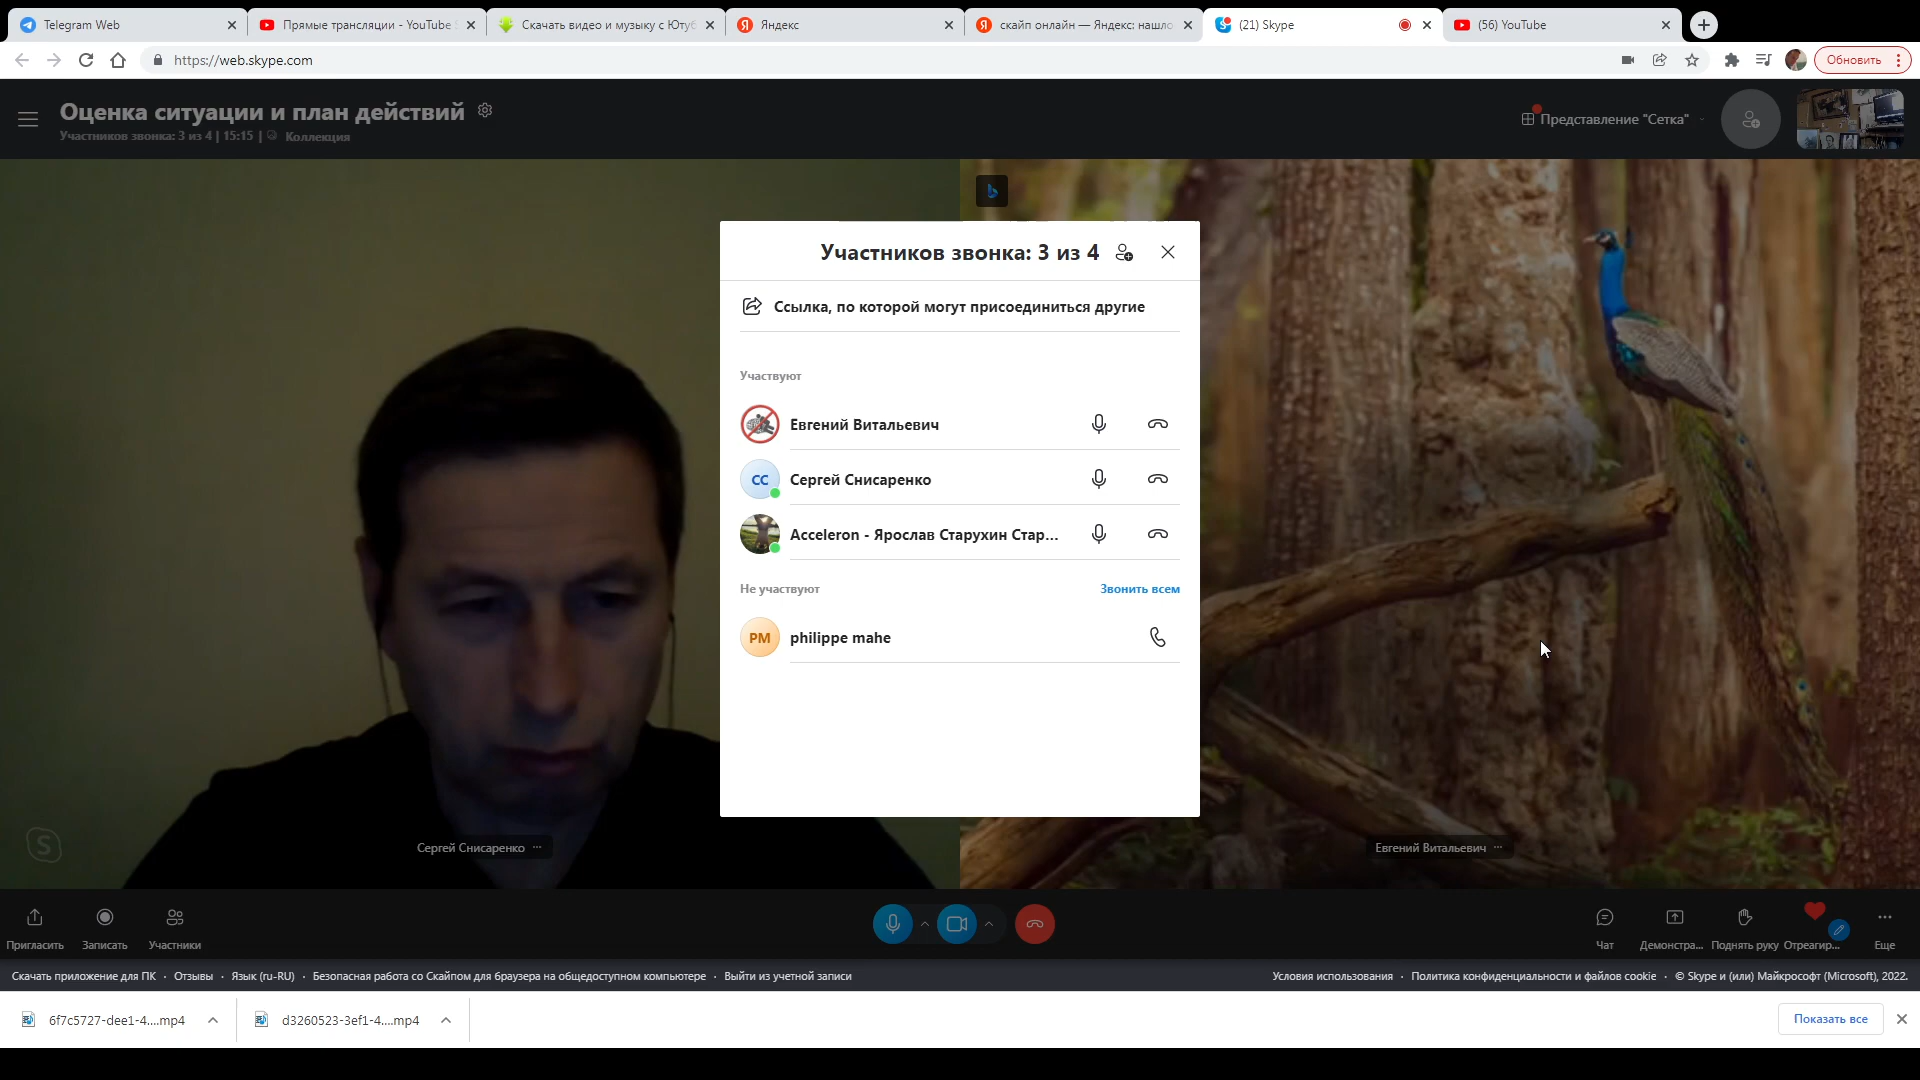 Telegram Web
Прямые трансляции - YouTube S
Скачать видео и музыку с Ютуб
Яндекс
скайп онлайн — Яндекс: нашло
(21) Skype
(56) YouTube
https://web.skype.com
Обновить
Оценка ситуации и план действий
Участников звонка: 3 из 4 | 15:15 | Коллекция
Представление "Сетка"
Участников звонка: 3 из 4
Ссылка, по которой могут присоединиться другие
Участвуют
Евгений Витальевич
СС
Сергей Снисаренко
Acceleron - Ярослав Старухин Стар...
Не участвуют
Звонить всем
PM
philippe mahe
Сергей Снисаренко ...
Евгений Витальевич ...
Пригласить
Записать
Участники
Чат
Демонстра...
Поднять руку
Отреагир...
Еще
Скачать приложение для ПК · Отзывы · Язык (ru-RU) · Безопасная работа со Скайпом для браузера на общедоступном компьютере · Выйти из учетной записи
Условия использования · Политика конфиденциальности и файлов cookie · © Skype и (или) Майкрософт (Microsoft), 2022.
6f7c5727-dee1-4....mp4
d3260523-3ef1-4....mp4
Показать все